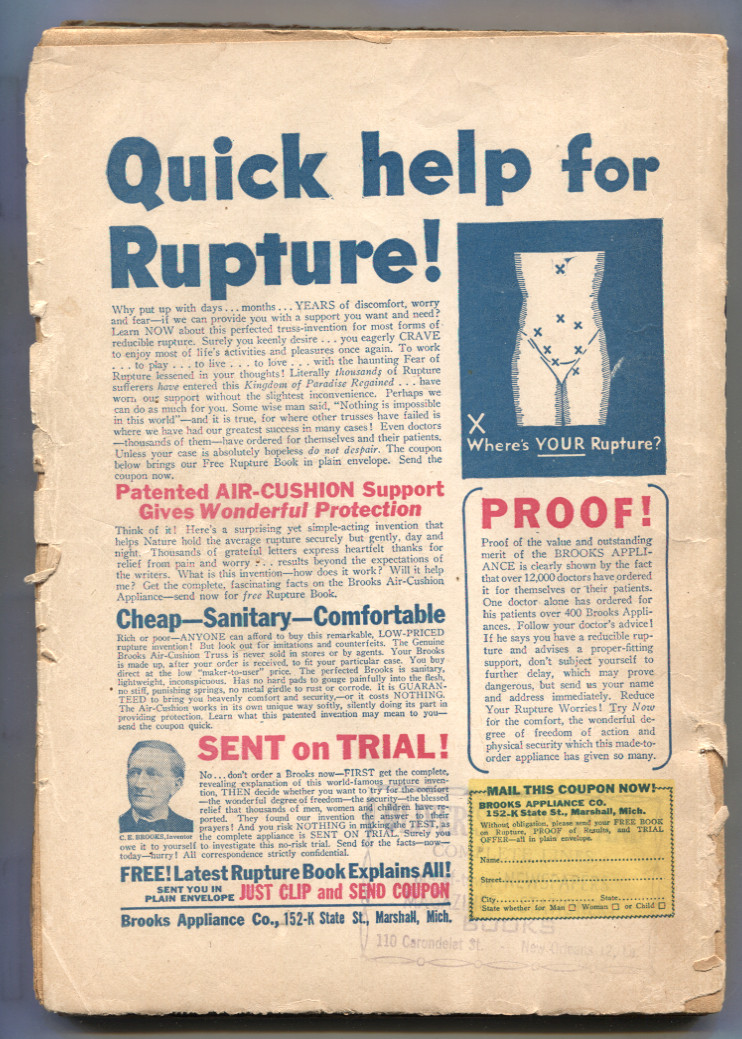 Quick help for
Rupture!
Why put up with days . . . months . . . YEARS of discomfort, worry
and fear—if we can provide you with a support you want and need?
Learn NOW about this perfected truss-invention for most forms of
reducible rupture. Surely you keenly desire . . . you eagerly CRAVE
to enjoy most of life's activities and pleasures once again. To work
. . . to play . . . to live . . . to love . . . with the haunting Fear of
Rupture lessened in your thoughts! Literally thousands of Rupture
sufferers have entered this Kingdom of Paradise Regained . . . have
worn our support without the slightest inconvenience. Perhaps we
can do as much for you. Some wise man said, "Nothing is impossible
in this world"—and it is true, for where other trusses have failed is
where we have had our greatest success in many cases! Even doctors
—thousands of them—have ordered for themselves and their patients.
Unless your case is absolutely hopeless do not despair. The coupon
below brings our Free Rupture Book in plain envelope. Send the
coupon now.
Patented AIR-CUSHION Support
Gives Wonderful Protection
Think of it! Here's a surprising yet simple-acting invention that
helps Nature hold the average rupture securely but gently, day and
night. Thousands of grateful letters express heartfelt thanks for
relief from pain and worry . . . results beyond the expectations of
the writers. What is this invention—how does it work? Will it help
me? Get the complete, fascinating facts on the Brooks Air-Cushion
Appliance—send now for free Rupture Book.
Cheap—Sanitary—Comfortable
Rich or poor—ANYONE can afford to buy this remarkable, LOW-PRICED
rupture invention! But look out for imitations and counterfeits. The Genuine
Brooks Air-Cushion Truss is never sold in stores or by agents. Your Brooks
is made up, after your order is received, to fit your particular case. You buy
direct at the low "maker-to-user" price. The perfected Brooks is sanitary,
lightweight, inconspicuous. Has no hard pads to gouge painfully into the flesh,
no stiff, punishing springs, no metal girdle to rust or corrode. It is GUARAN-
TEED to bring you heavenly comfort and security,—or it costs NOTHING.
The Air-Cushion works in its own unique way softly, silently doing its part in
providing protection. Learn what this patented invention may mean to you—
send the coupon quick.
SENT on TRIAL!
No . . . don't order a Brooks now—FIRST get the complete,
revealing explanation of this world-famous rupture inven-
tion, THEN decide whether you want to try for the comfort
—the wonderful degree of freedom—the security—the blessed
relief that thousands of men, women and children have re-
ported. They found our invention the answer to their
prayers! And you risk NOTHING in making the TEST, as
the complete appliance is SENT ON TRIAL. Surely you
owe it to yourself to investigate this no-risk trial. Send for the facts—now—
today—hurry! All correspondence strictly confidential.
C. E. BROOKS, Inventor
FREE! Latest Rupture Book Explains All!
SENT YOU IN
PLAIN ENVELOPE
JUST CLIP and SEND COUPON
Brooks Appliance Co., 152-K State St., Marshall, Mich.
X
Where's YOUR Rupture?
PROOF!
Proof of the value and outstanding
merit of the BROOKS APPLI-
ANCE is clearly shown by the fact
that over 12,000 doctors have ordered
it for themselves or their patients.
One doctor alone has ordered for
his patients over 400 Brooks Appli-
ances. Follow your doctor's advice!
If he says you have a reducible rup-
ture and advises a proper-fitting
support, don't subject yourself to
further delay, which may prove
dangerous, but send us your name
and address immediately. Reduce
Your Rupture Worries! Try Now
for the comfort, the wonderful de-
gree of freedom of action and
physical security which this made-to-
order appliance has given so many.
MAIL THIS COUPON NOW!
BROOKS APPLIANCE CO.
152-K State St., Marshall, Mich.
Without obligation, please send your FREE BOOK
on Rupture, PROOF of Results, and TRIAL
OFFER—all in plain envelope.
Name
Street
City State
State whether for Man □ Woman □ or Child □
BOOKS
110 Carondelet St. New Orleans 12,